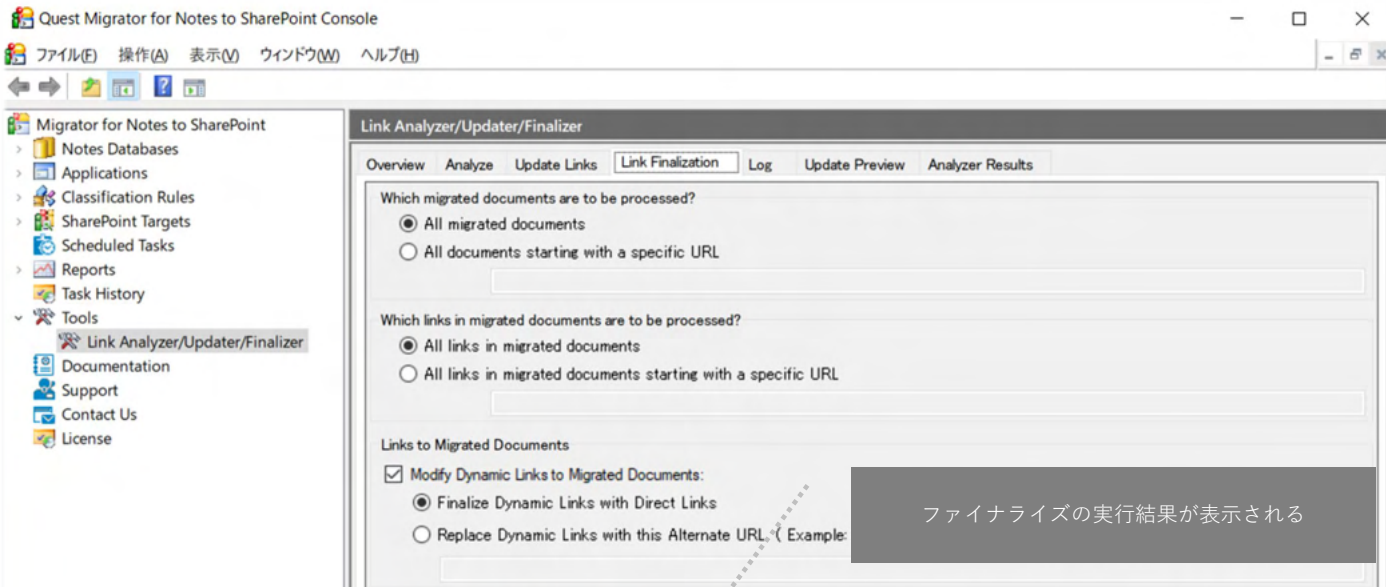 Quest Migrator for Notes to SharePoint Console
ファイル(F) 操作(A) 表示(V) ウィンドウ(W) ヘルプ(H)
Migrator for Notes to SharePoint
Notes Databases
Applications
Classification Rules
SharePoint Targets
Scheduled Tasks
Reports
Task History
Tools
Link Analyzer/Updater/Finalizer
Documentation
Support
Contact Us
License
Link Analyzer/Updater/Finalizer
Overview Analyze Update Links Link Finalization Log Update Preview Analyzer Results
Which migrated documents are to be processed?
All migrated documents
All documents starting with a specific URL
Which links in migrated documents are to be processed?
All links in migrated documents
All links in migrated documents starting with a specific URL
Links to Migrated Documents
Modify Dynamic Links to Migrated Documents:
Finalize Dynamic Links with Direct Links
Replace Dynamic Links with this Alternate URL. ( Example:
ファイナライズの実行結果が表示される